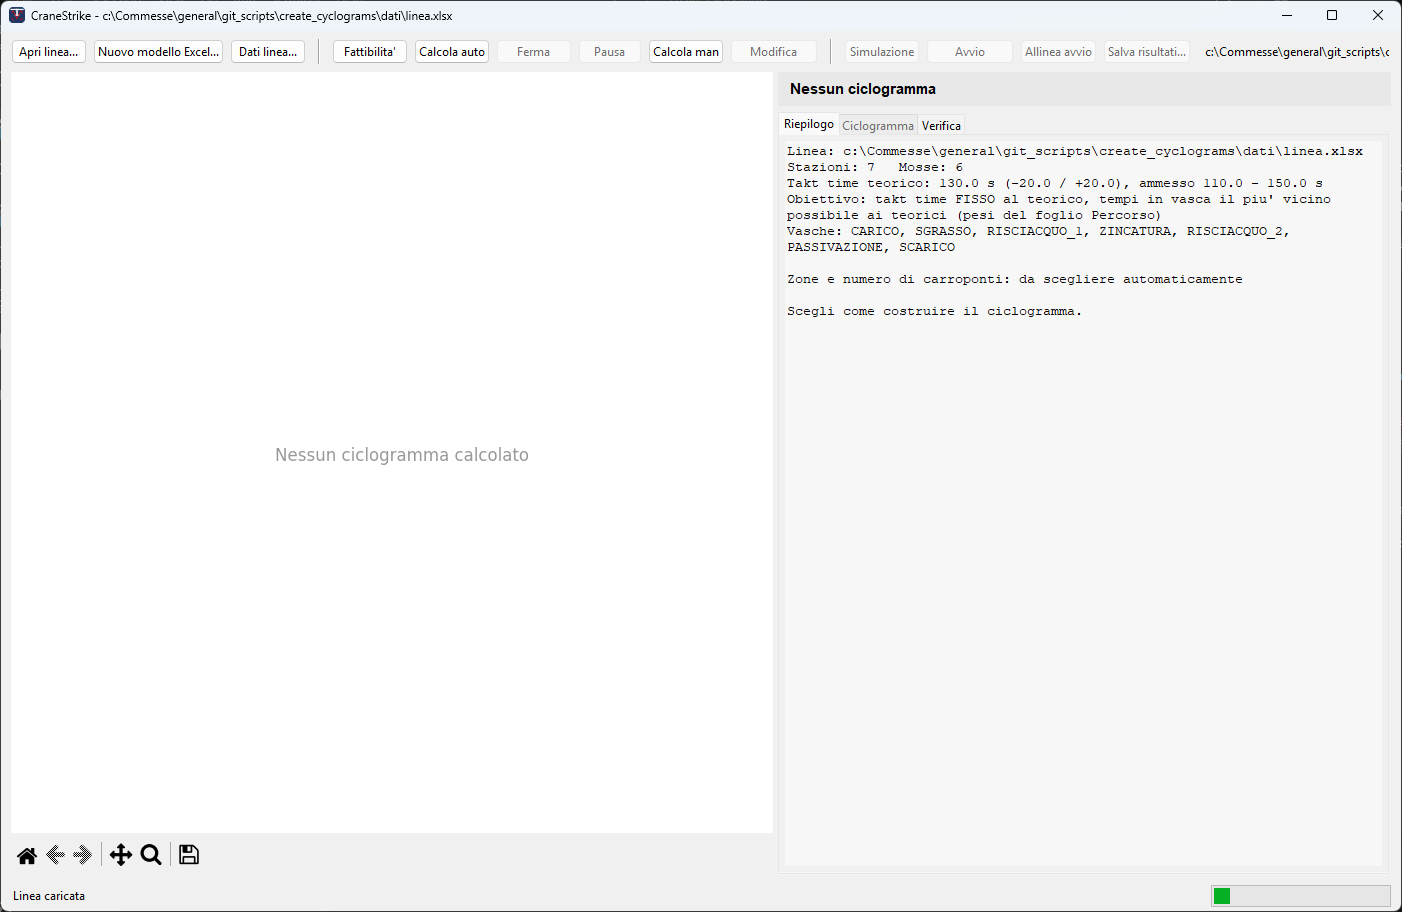 CraneStrike - c:\Commesse\general\git_scripts\create_cyclograms\dati\linea.xlsx
Apri linea... Nuovo modello Excel... Dati linea... Fattibilita' Calcola auto Ferma Pausa Calcola man Modifica Simulazione Avvio Allinea avvio Salva risultati... c:\Commesse\general\git_scripts\c
Nessun ciclogramma
Riepilogo Ciclogramma Verifica
Linea: c:\Commesse\general\git_scripts\create_cyclograms\dati\linea.xlsx
Stazioni: 7 Mosse: 6
Takt time teorico: 130.0 s (-20.0 / +20.0), ammesso 110.0 - 150.0 s
Obiettivo: takt time FISSO al teorico, tempi in vasca il piu' vicino
possibile ai teorici (pesi del foglio Percorso)
Vasche: CARICO, SGRASSO, RISCIACQUO_1, ZINCATURA, RISCIACQUO_2,
PASSIVAZIONE, SCARICO
Zone e numero di carroponti: da scegliere automaticamente
Scegli come costruire il ciclogramma.
Nessun ciclogramma calcolato
Linea caricata